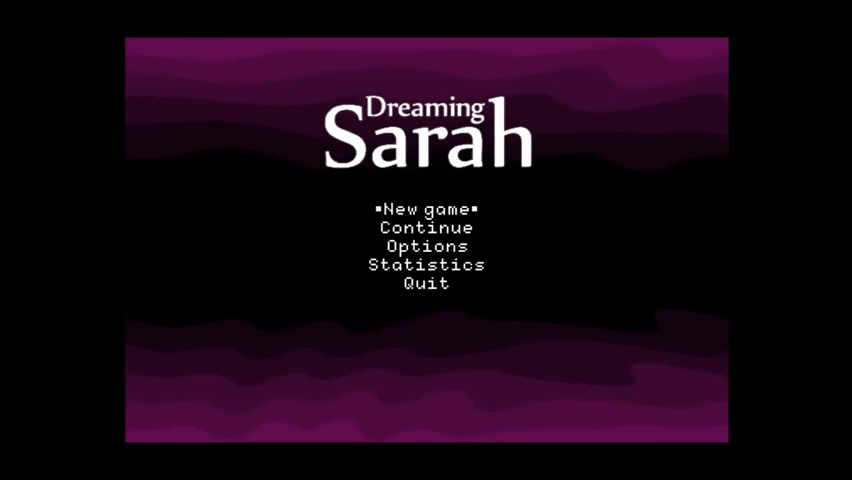 Dreaming
Sarah
▪New game▪
Continue
Options
Statistics
Quit